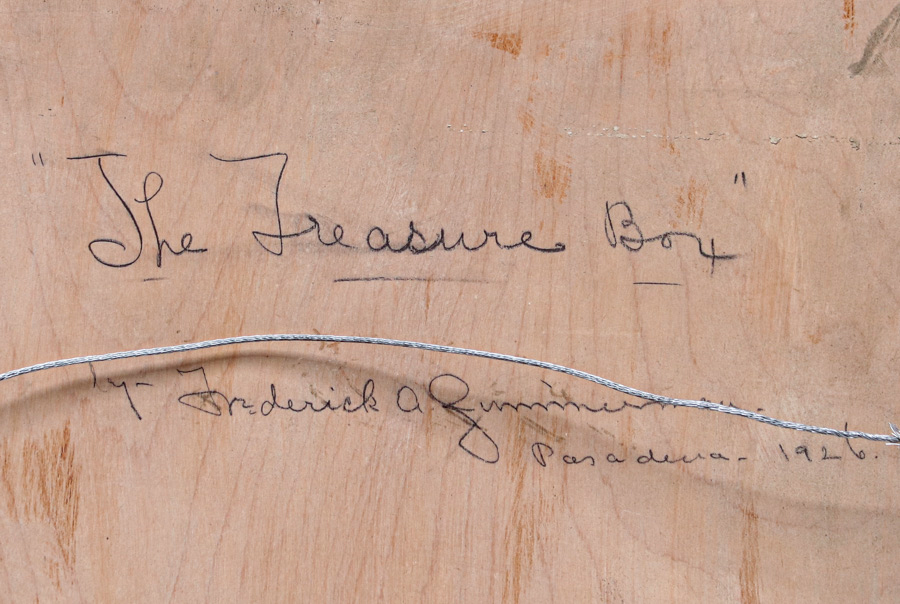 "The Treasure Box"
by- Frederick A Zimmerman.
Pasadena- 1926.